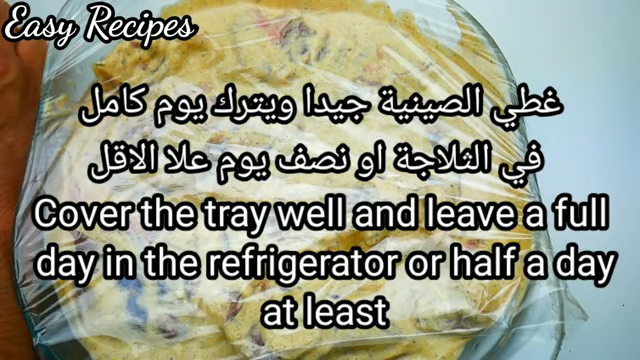 Easy Recipes
غطي الصينية جيدا ويترك يوم كامل
في الثلاجة او نصف يوم علا الاقل
Cover the tray well and leave a full
day in the refrigerator or half a day
at least